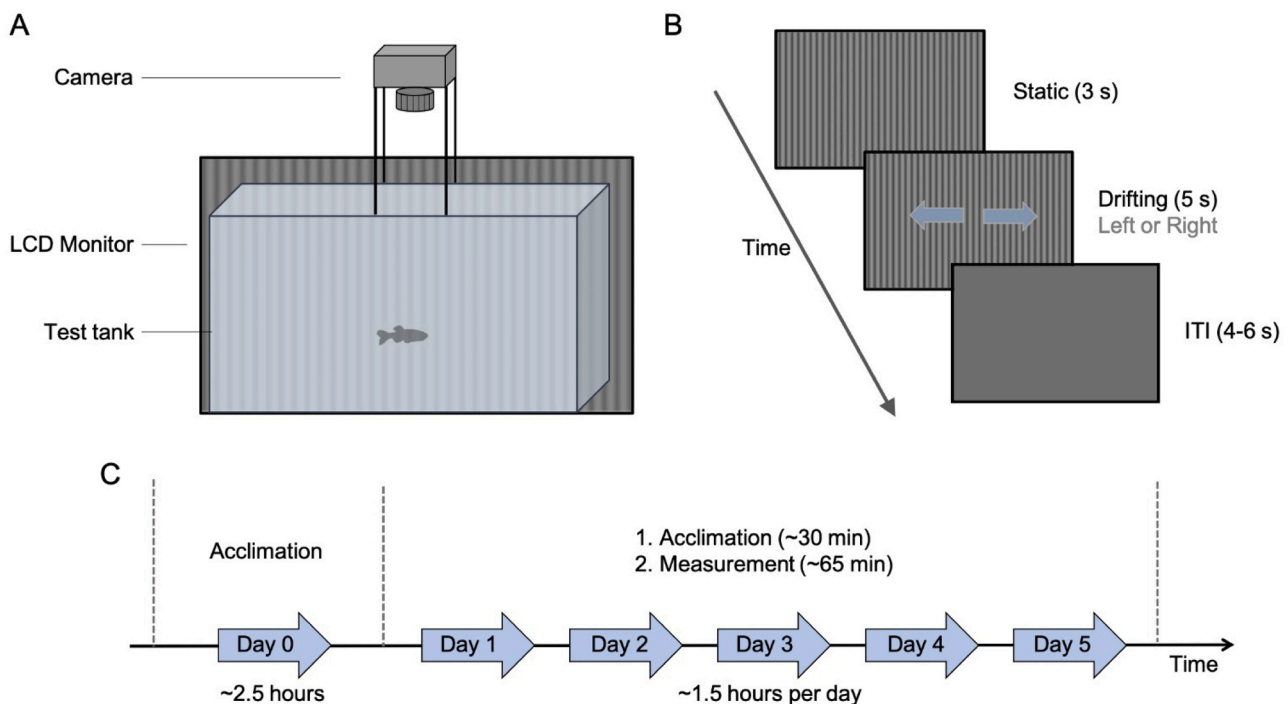 A
Camera
LCD Monitor
Test tank
B
Static (3 s)
Drifting (5 s)
Left or Right
Time
ITI (4-6 s)
C
Acclimation
1. Acclimation (~30 min)
2. Measurement (~65 min)
Day 0
Day 1
Day 2
Day 3
Day 4
Day 5
Time
~2.5 hours
~1.5 hours per day